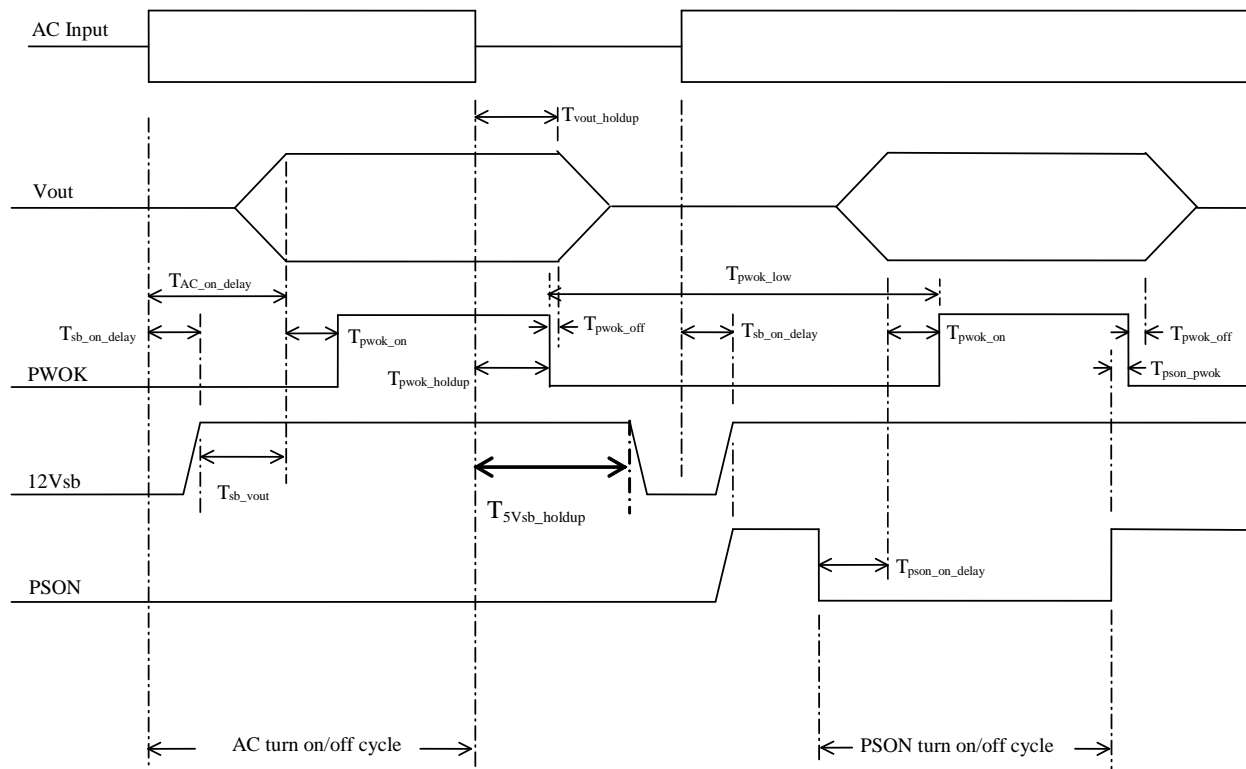 AC Input
Tvout_holdup
Vout
TAC_on_delay
Tpwok_low
Tsb_on_delay
Tpwok_on
Tpwok_off
Tsb_on_delay
Tpwok_on
Tpwok_off
PWOK
Tpwok_holdup
Tpson_pwok
12Vsb
Tsb_vout
T5Vsb_holdup
PSON
Tpson_on_delay
AC turn on/off cycle
PSON turn on/off cycle